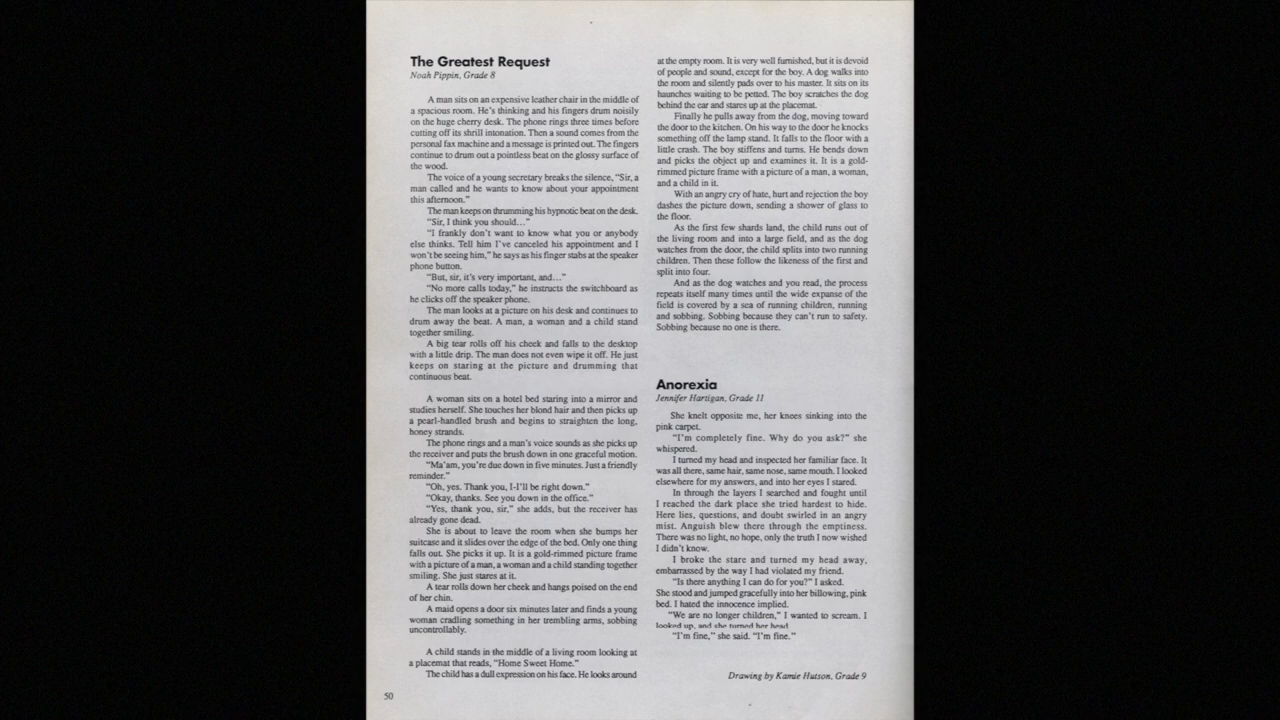 The Greatest Request
Noah Pippin, Grade 8
A man sits on an expensive leather chair in the middle of
a spacious room. He's thinking and his fingers drum noisily
on the huge cherry desk. The phone rings three times before
cutting off its shrill intonation. Then a sound comes from the
personal fax machine and a message is printed out. The fingers
continue to drum out a pointless beat on the glossy surface of
the wood.
The voice of a young secretary breaks the silence, "Sir, a
man called and he wants to know about your appointment
this afternoon."
The man keeps on thrumming his hypnotic beat on the desk.
"Sir, I think you should..."
"I frankly don't want to know what you or anybody
else thinks. Tell him I've canceled his appointment and I
won't be seeing him," he says as his finger stabs at the speaker
phone button.
"But, sir, it's very important, and..."
"No more calls today," he instructs the switchboard as
he clicks off the speaker phone.
The man looks at a picture on his desk and continues to
drum away the beat. A man, a woman and a child stand
together smiling.
A big tear rolls off his cheek and falls to the desktop
with a little drip. The man does not even wipe it off. He just
keeps on staring at the picture and drumming that
continuous beat.
A woman sits on a hotel bed staring into a mirror and
studies herself. She touches her blond hair and then picks up
a pearl-handled brush and begins to straighten the long,
honey strands.
The phone rings and a man's voice sounds as she picks up
the receiver and puts the brush down in one graceful motion.
"Ma'am, you're due down in five minutes. Just a friendly
reminder."
"Oh, yes. Thank you, I-I'll be right down."
"Okay, thanks. See you down in the office."
"Yes, thank you, sir," she adds, but the receiver has
already gone dead.
She is about to leave the room when she bumps her
suitcase and it slides over the edge of the bed. Only one thing
falls out. She picks it up. It is a gold-rimmed picture frame
with a picture of a man, a woman and a child standing together
smiling. She just stares at it.
A tear rolls down her cheek and hangs poised on the end
of her chin.
A maid opens a door six minutes later and finds a young
woman cradling something in her trembling arms, sobbing
uncontrollably.
A child stands in the middle of a living room looking at
a placemat that reads, "Home Sweet Home."
The child has a dull expression on his face. He looks around
50
at the empty room. It is very well furnished, but it is devoid
of people and sound, except for the boy. A dog walks into
the room and silently pads over to his master. It sits on its
haunches waiting to be petted. The boy scratches the dog
behind the ear and stares up at the placemat.
Finally he pulls away from the dog, moving toward
the door to the kitchen. On his way to the door he knocks
something off the lamp stand. It falls to the floor with a
little crash. The boy stiffens and turns. He bends down
and picks the object up and examines it. It is a gold-
rimmed picture frame with a picture of a man, a woman,
and a child in it.
With an angry cry of hate, hurt and rejection the boy
dashes the picture down, sending a shower of glass to
the floor.
As the first few shards land, the child runs out of
the living room and into a large field, and as the dog
watches from the door, the child splits into two running
children. Then these follow the likeness of the first and
split into four.
And as the dog watches and you read, the process
repeats itself many times until the wide expanse of the
field is covered by a sea of running children, running
and sobbing. Sobbing because they can't run to safety.
Sobbing because no one is there.
Anorexia
Jennifer Hartigan, Grade 11
She knelt opposite me, her knees sinking into the
pink carpet.
"I'm completely fine. Why do you ask?" she
whispered.
I turned my head and inspected her familiar face. It
was all there, same hair, same nose, same mouth. I looked
elsewhere for my answers, and into her eyes I stared.
In through the layers I searched and fought until
I reached the dark place she tried hardest to hide.
Here lies, questions, and doubt swirled in an angry
mist. Anguish blew there through the emptiness.
There was no light, no hope, only the truth I now wished
I didn't know.
I broke the stare and turned my head away,
embarrassed by the way I had violated my friend.
"Is there anything I can do for you?" I asked.
She stood and jumped gracefully into her billowing, pink
bed. I hated the innocence implied.
"We are no longer children," I wanted to scream. I
looked up, and she turned her head.
"I'm fine," she said. "I'm fine."
Drawing by Kamie Hutson, Grade 9